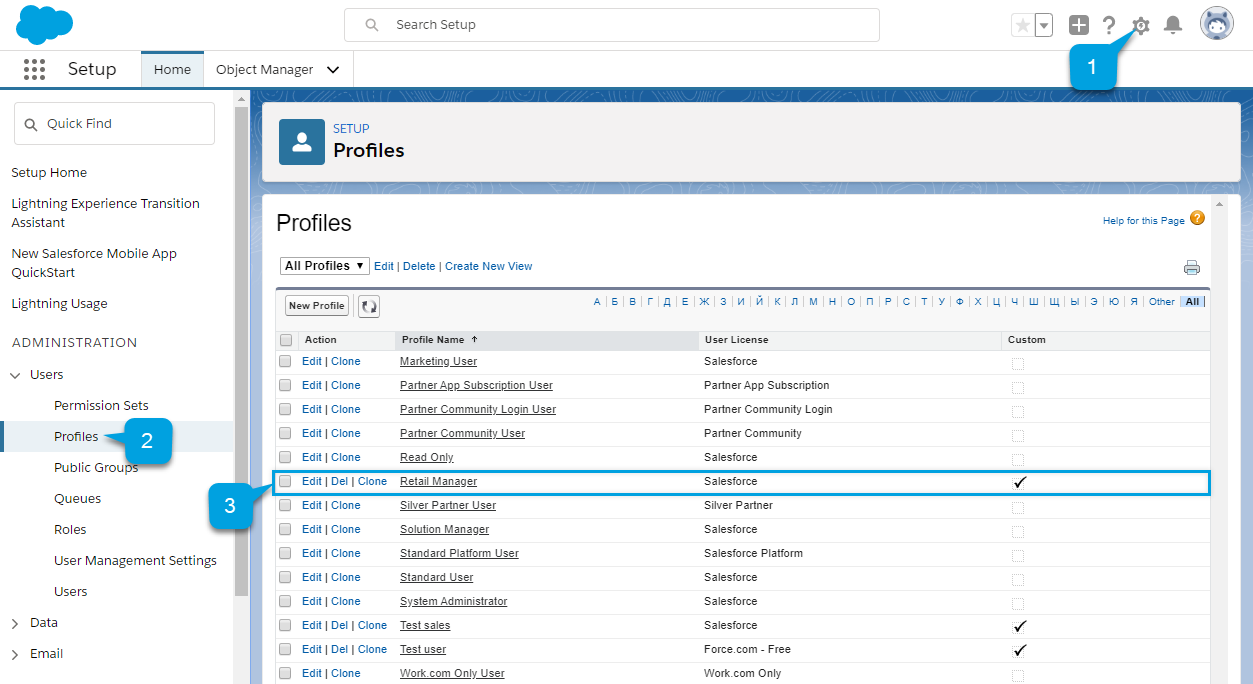 Search Setup
1
Setup
Home
Object Manager
Quick Find
Setup Home
Lightning Experience Transition
Assistant
New Salesforce Mobile App
QuickStart
Lightning Usage
ADMINISTRATION
Users
Permission Sets
Profiles
2
Public Groups
Queues
Roles
User Management Settings
Users
Data
Email
SETUP
Profiles
Profiles
Help for this Page ?
All Profiles ▼ Edit | Delete | Create New View
New Profile
А | Б | В | Г | Д | Е | Ж | З | И | Й | К | Л | М | Н | О | П | Р | С | Т | У | Ф | Х | Ц | Ч | Ш | Щ | Ы | Э | Ю | Я | Other | All |
Action Profile Name ↑ User License Custom
Edit | Clone Marketing User Salesforce
Edit | Clone Partner App Subscription User Partner App Subscription
Edit | Clone Partner Community Login User Partner Community Login
Edit | Clone Partner Community User Partner Community
Edit | Clone Read Only Salesforce
3
Edit | Del | Clone Retail Manager Salesforce ✓
Edit | Clone Silver Partner User Silver Partner
Edit | Clone Solution Manager Salesforce
Edit | Clone Standard Platform User Salesforce Platform
Edit | Clone Standard User Salesforce
Edit | Clone System Administrator Salesforce
Edit | Del | Clone Test sales Salesforce ✓
Edit | Del | Clone Test user Force.com - Free ✓
Edit | Clone Work.com Only User Work.com Only